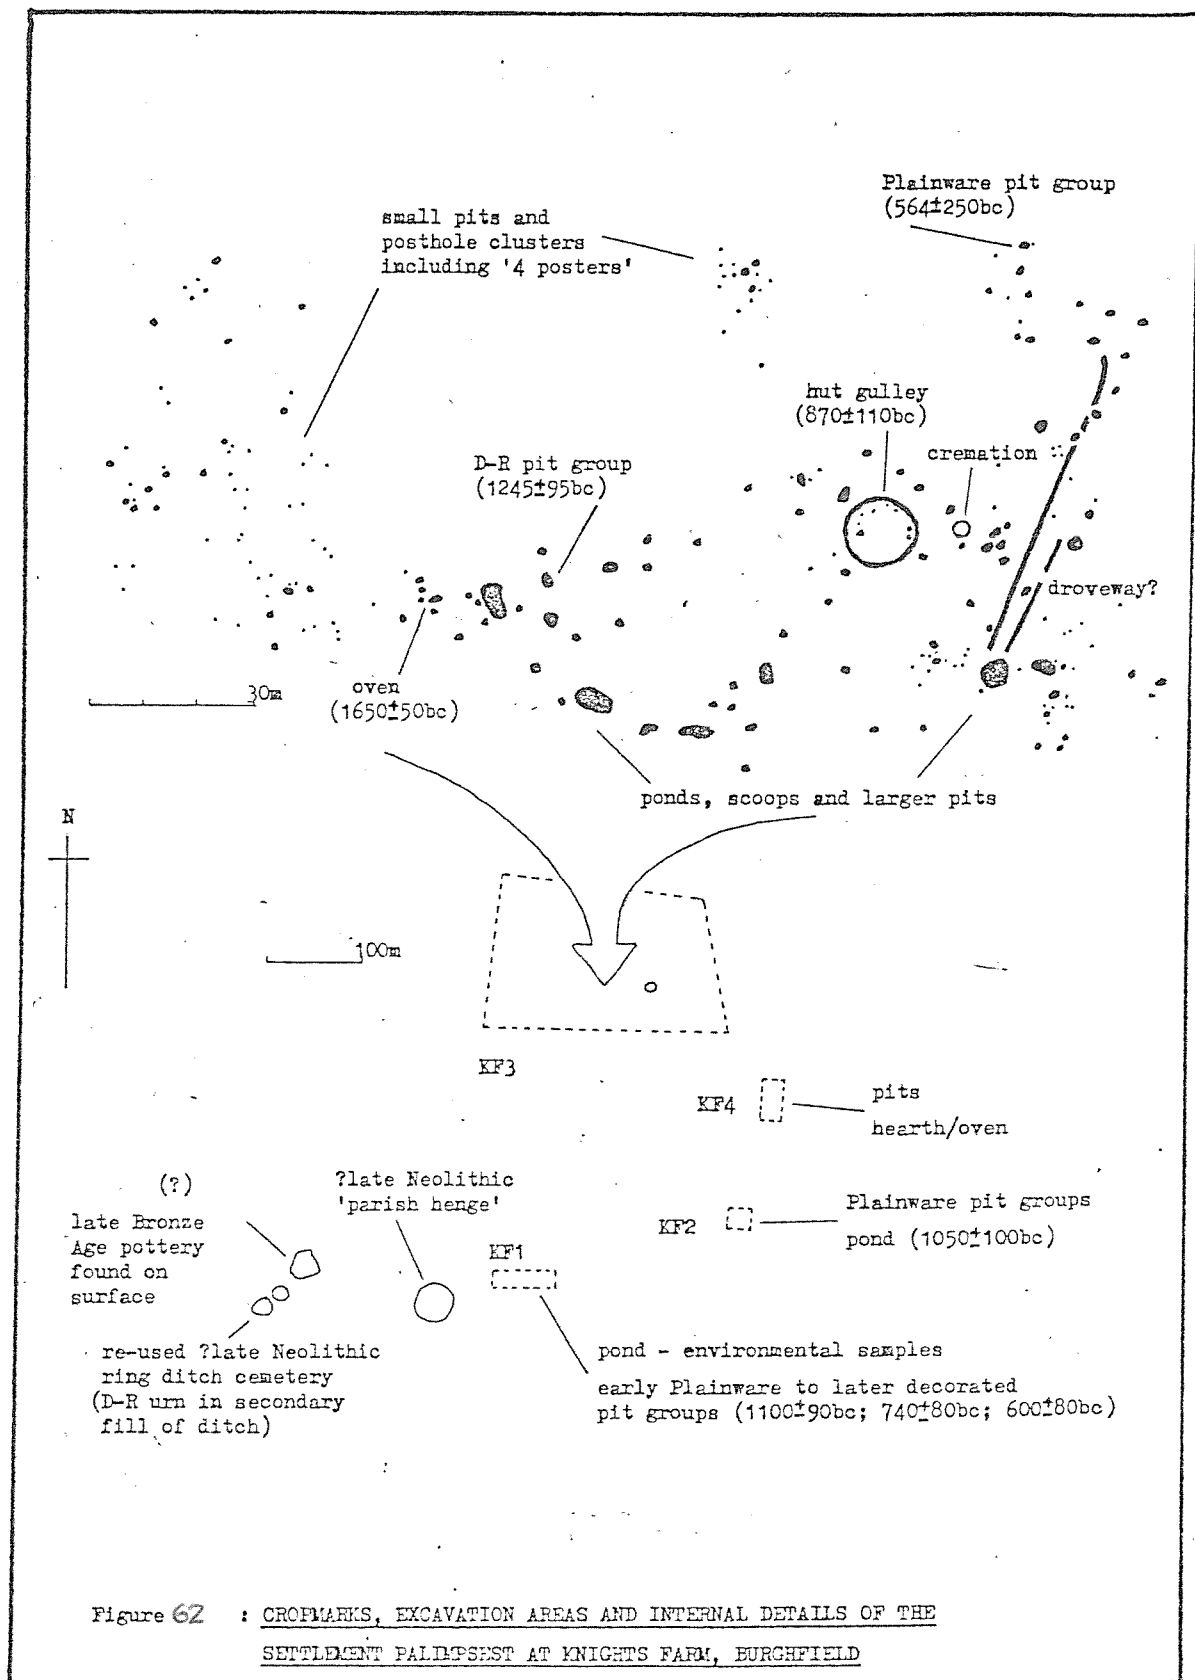 Plainware pit group
(564±250bc)
small pits and
posthole clusters
including '4 posters'
hut gulley
(870±110bc)
cremation
D-R pit group
(1245±95bc)
droveway?
30m
oven
(1650±50bc)
ponds, scoops and larger pits
N
100m
KF3
KF4
pits
hearth/oven
(?)
late Bronze
Age pottery
found on
surface
?late Neolithic
'parish henge'
KF1
KF2
Plainware pit groups
pond (1050±100bc)
re-used ?late Neolithic
ring ditch cemetery
(D-R urn in secondary
fill of ditch)
pond - environmental samples
early Plainware to later decorated
pit groups (1100±90bc; 740±80bc; 600±80bc)
Figure 62 : CROPMARKS, EXCAVATION AREAS AND INTERNAL DETAILS OF THE
SETTLEMENT PALIMPSEST AT KNIGHTS FARM, BURGHFIELD